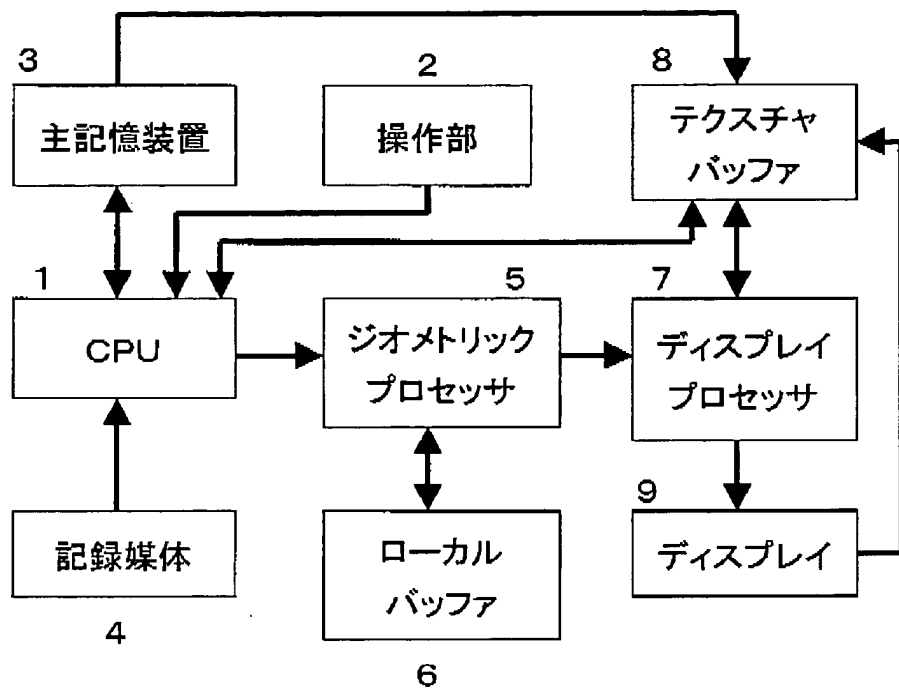 3
主記憶装置
2
操作部
8
テクスチャ
バッファ
1
CPU
5
ジオメトリック
プロセッサ
7
ディスプレイ
プロセッサ
4
記録媒体
6
ローカル
バッファ
9
ディスプレイ